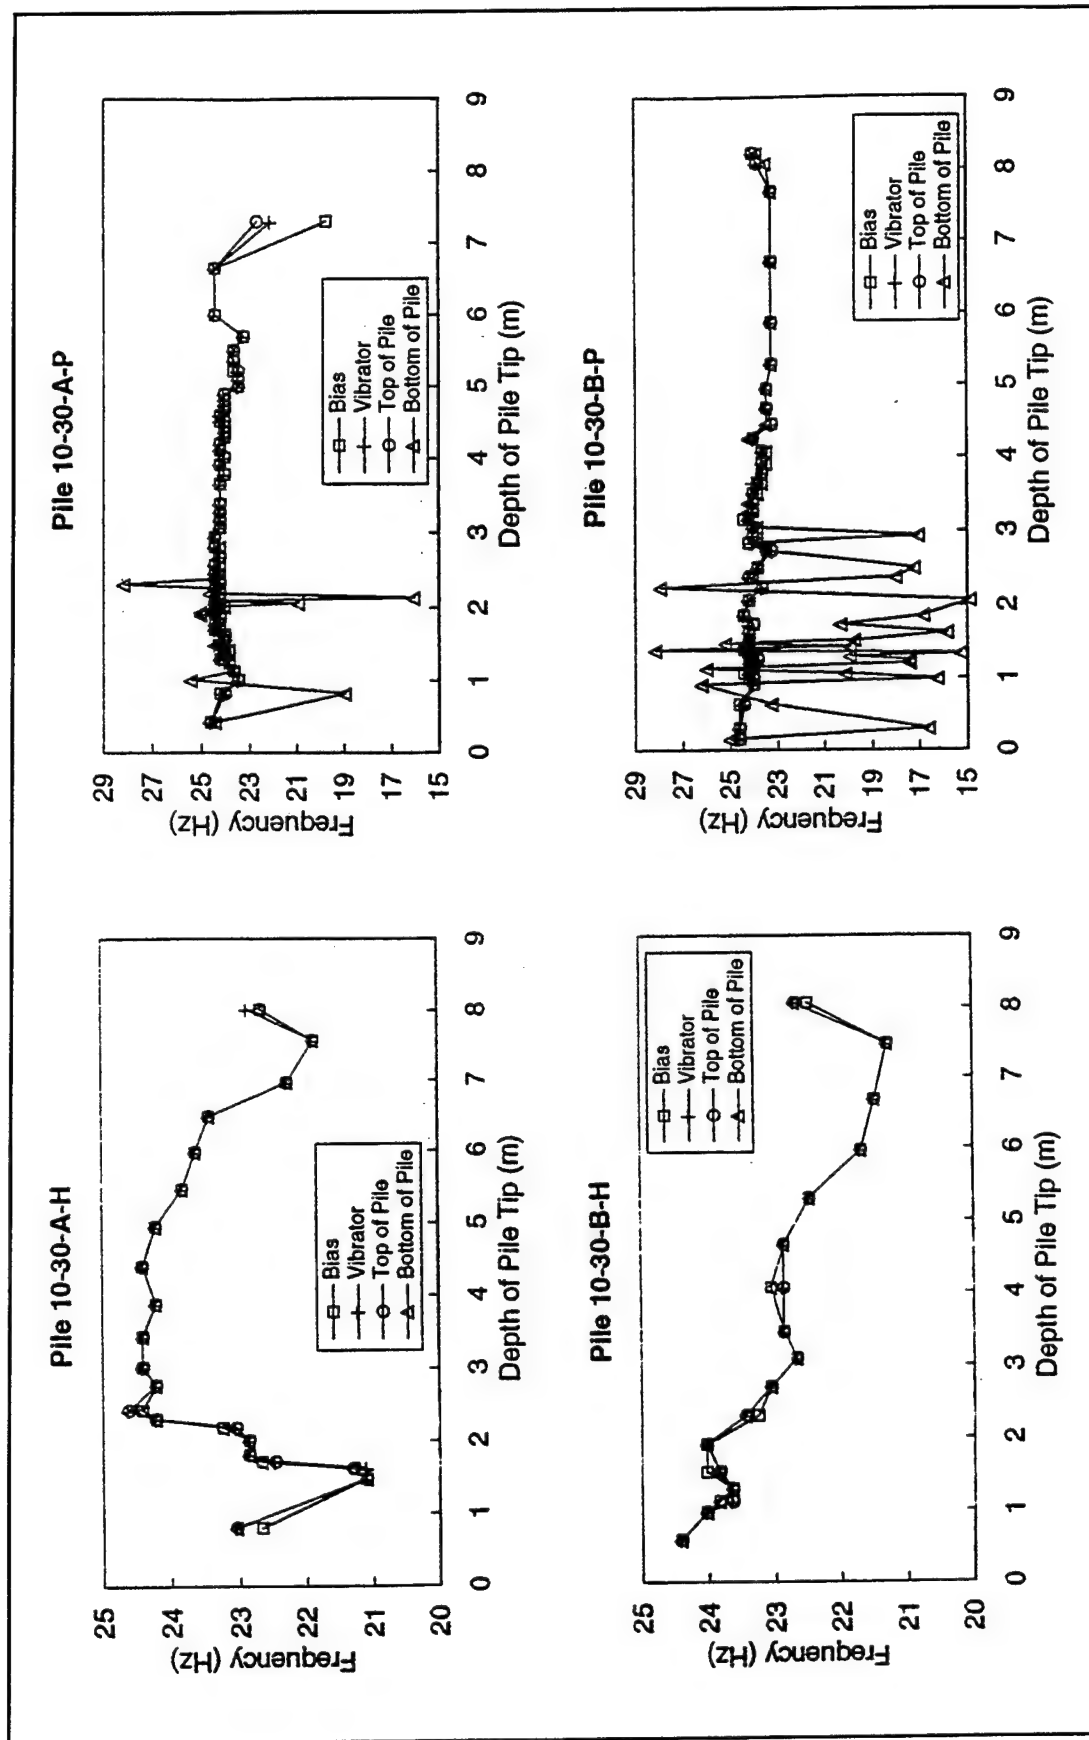 Pile 10-30-A-H
Frequency (Hz)
25
24
23
22
21
20
Bias
Vibrator
Top of Pile
Bottom of Pile
0 1 2 3 4 5 6 7 8 9
Depth of Pile Tip (m)
Pile 10-30-A-P
Frequency (Hz)
29
27
25
23
21
19
17
15
Bias
Vibrator
Top of Pile
Bottom of Pile
0 1 2 3 4 5 6 7 8 9
Depth of Pile Tip (m)
Pile 10-30-B-H
Frequency (Hz)
25
24
23
22
21
20
Bias
Vibrator
Top of Pile
Bottom of Pile
0 1 2 3 4 5 6 7 8 9
Depth of Pile Tip (m)
Pile 10-30-B-P
Frequency (Hz)
29
27
25
23
21
19
17
15
Bias
Vibrator
Top of Pile
Bottom of Pile
0 1 2 3 4 5 6 7 8 9
Depth of Pile Tip (m)